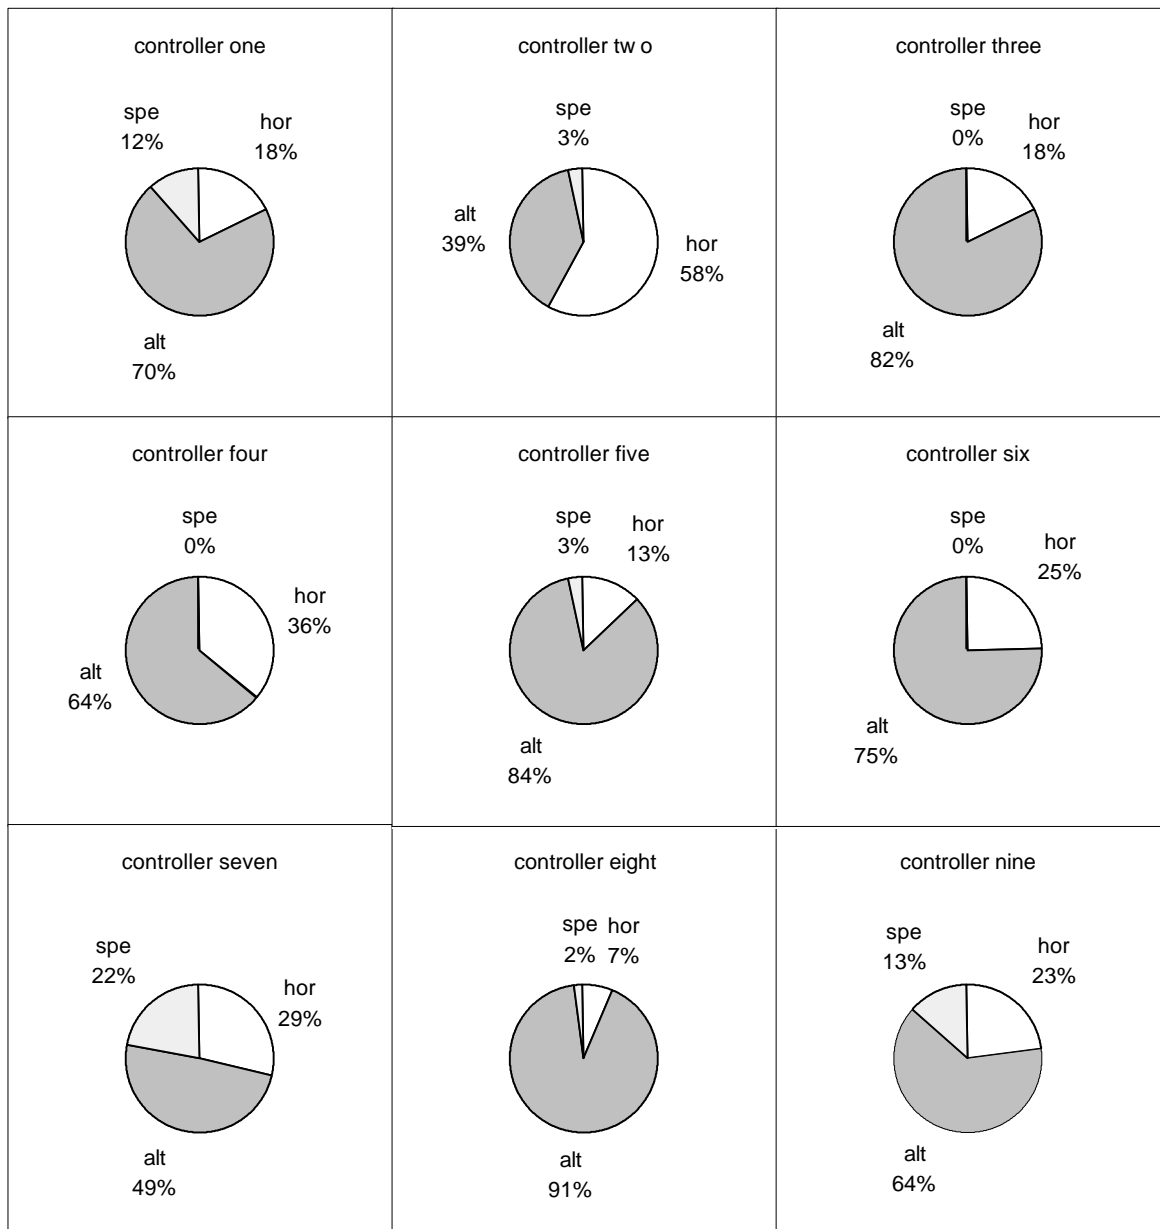 controller one
spe
12%
hor
18%
alt
70%
controller tw o
spe
3%
alt
39%
hor
58%
controller three
spe
0%
hor
18%
alt
82%
controller four
spe
0%
hor
36%
alt
64%
controller five
spe
3%
hor
13%
alt
84%
controller six
spe
0%
hor
25%
alt
75%
controller seven
spe
22%
hor
29%
alt
49%
controller eight
spe
2%
hor
7%
alt
91%
controller nine
spe
13%
hor
23%
alt
64%